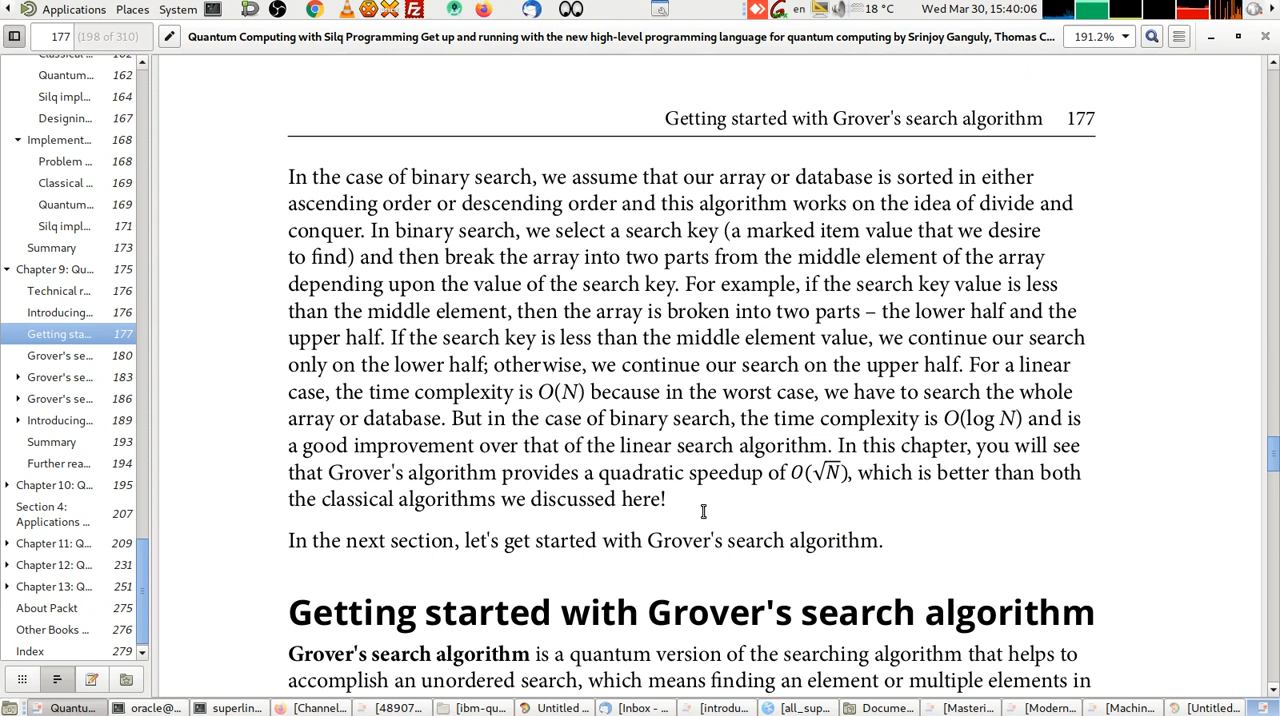 Applications Places System en 18 °C Wed Mar 30, 15:40:06
177 (198 of 310) Quantum Computing with Silq Programming Get up and running with the new high-level programming language for quantum computing by Srinjoy Ganguly, Thomas C... 191.2%
Quantum... 162
Silq impl... 164
Designin... 167
Implement... 168
Problem ... 168
Classical ... 169
Quantum... 169
Silq impl... 171
Summary 173
Chapter 9: Qu... 175
Technical r... 176
Introducing... 176
Getting sta... 177
Grover's se... 180
Grover's se... 183
Grover's se... 186
Introducing... 189
Summary 193
Further rea... 194
Chapter 10: Q... 195
Section 4:
Applications ... 207
Chapter 11: Q... 209
Chapter 12: Q... 231
Chapter 13: Q... 251
About Packt 275
Other Books ... 276
Index 279
Getting started with Grover's search algorithm 177
In the case of binary search, we assume that our array or database is sorted in either
ascending order or descending order and this algorithm works on the idea of divide and
conquer. In binary search, we select a search key (a marked item value that we desire
to find) and then break the array into two parts from the middle element of the array
depending upon the value of the search key. For example, if the search key value is less
than the middle element, then the array is broken into two parts – the lower half and the
upper half. If the search key is less than the middle element value, we continue our search
only on the lower half; otherwise, we continue our search on the upper half. For a linear
case, the time complexity is O(N) because in the worst case, we have to search the whole
array or database. But in the case of binary search, the time complexity is O(log N) and is
a good improvement over that of the linear search algorithm. In this chapter, you will see
that Grover's algorithm provides a quadratic speedup of O(√N), which is better than both
the classical algorithms we discussed here!
In the next section, let's get started with Grover's search algorithm.
Getting started with Grover's search algorithm
Grover's search algorithm is a quantum version of the searching algorithm that helps to
accomplish an unordered search, which means finding an element or multiple elements in
Quantu... oracle@... superlin... [Channel... [48907... [ibm-qu... Untitled ... [Inbox - ... [introdu... [all_sup... Docume... [Masteri... [Modern... [Machin... [Untitled...